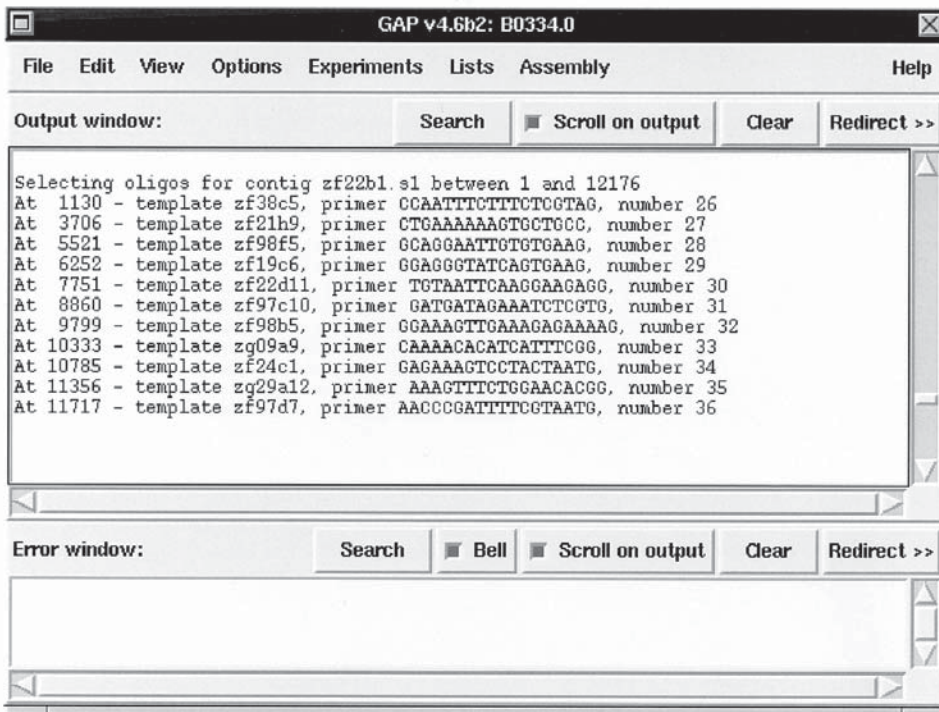 GAP v4.6b2: B0334.0
File Edit View Options Experiments Lists Assembly Help
Output window: Search Scroll on output Clear Redirect >>
Selecting oligos for contig zf22b1.s1 between 1 and 12176
At 1130 - template zf38c5, primer CCAATTTCTTTCTCGTAG, number 26
At 3706 - template zf21h9, primer CTGAAAAAAGTGCTGCC, number 27
At 5521 - template zf98f5, primer GCAGGAATTGTGTGAAG, number 28
At 6252 - template zf19c6, primer GGAGGGTATCAGTGAAG, number 29
At 7751 - template zf22d11, primer TGTAATTCAAGGAAGAGG, number 30
At 8860 - template zf97c10, primer GATGATAGAAATCTCGTG, number 31
At 9799 - template zf98b5, primer GGAAAGTTGAAAGAGAAAAG, number 32
At 10333 - template zg09a9, primer CAAAACACATCATTTCGG, number 33
At 10785 - template zf24c1, primer GAGAAAGTCCTACTAATG, number 34
At 11356 - template zg29a12, primer AAAGTTTCTGGAACACGG, number 35
At 11717 - template zf97d7, primer AACCCGATTTTCGTAATG, number 36
Error window: Search Bell Scroll on output Clear Redirect >>